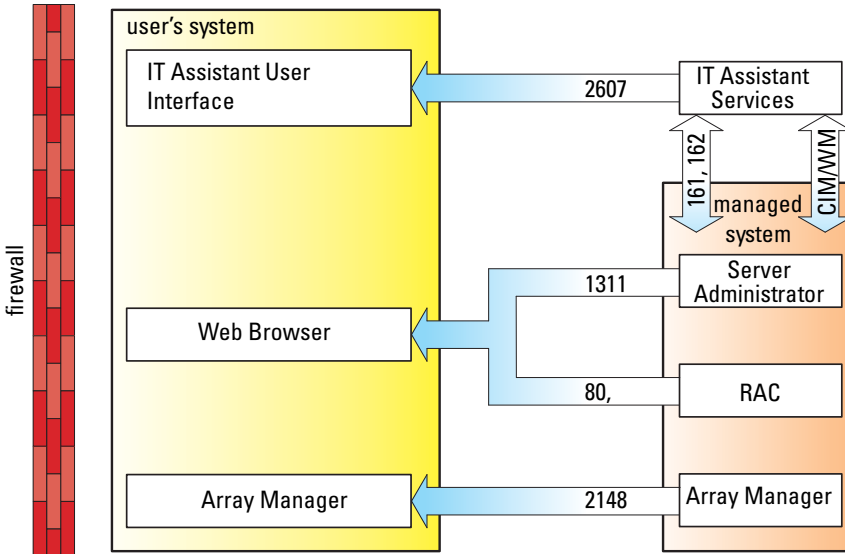 firewall
user's system
IT Assistant User
Interface
2607
IT Assistant
Services
161, 162
CIM/WM
managed
system
Web Browser
1311
Server
Administrator
80,
RAC
Array Manager
2148
Array Manager